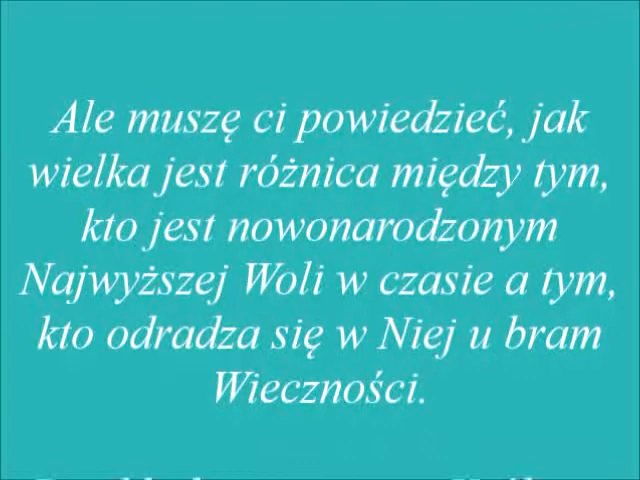 Ale muszę ci powiedzieć, jak
wielka jest różnica między tym,
kto jest nowonarodzonym
Najwyższej Woli w czasie a tym,
kto odradza się w Niej u bram
Wieczności.